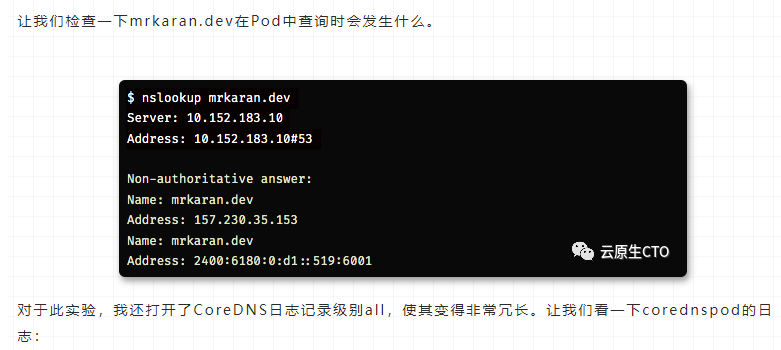 让我们检查一下mrkaran.dev在Pod中查询时会发生什么。
$ nslookup mrkaran.dev
Server: 10.152.183.10
Address: 10.152.183.10#53
Non-authoritative answer:
Name: mrkaran.dev
Address: 157.230.35.153
Name: mrkaran.dev
Address: 2400:6180:0:d1::519:6001
云原生CTO
对于此实验，我还打开了CoreDNS日志记录级别all，使其变得非常冗长。让我们看一下corednspod的日
志：